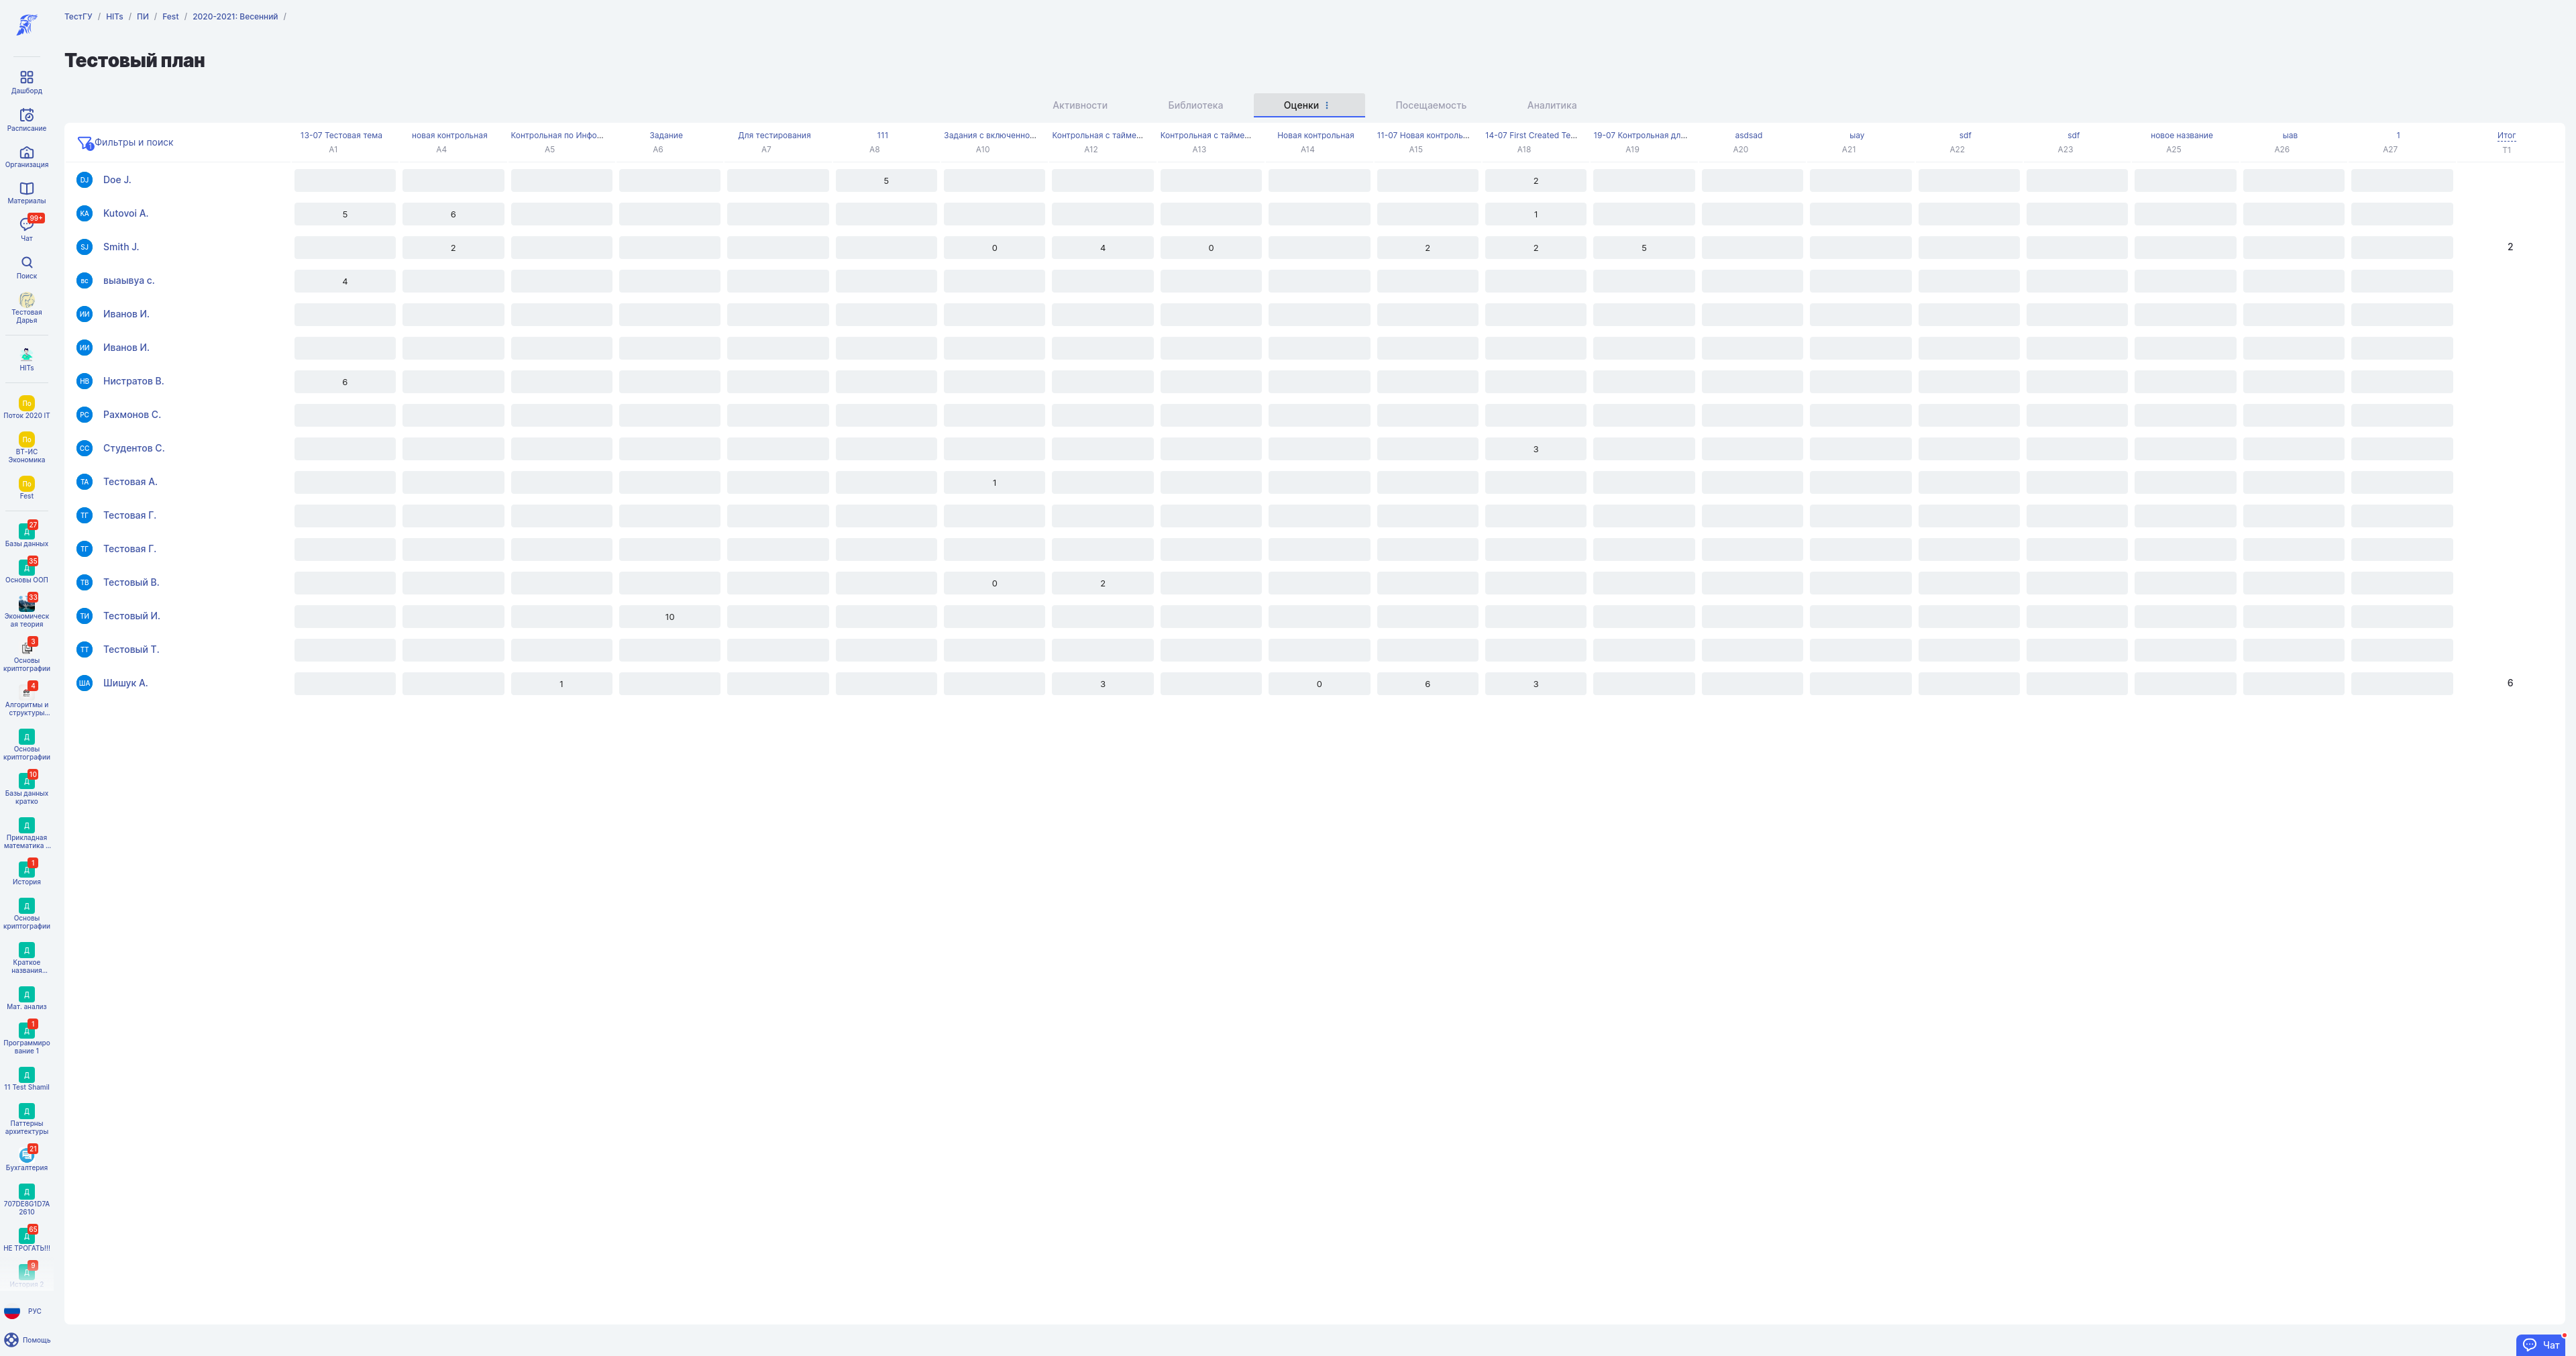 ТестГУ / HITs / ПИ / Fest / 2020-2021: Весенний /
Тестовый план
Активности Библиотека Оценки Посещаемость Аналитика
Дашборд
Расписание
Организация
Материалы
99+
Чат
Поиск
Тестовая
Дарья
HITs
По
Поток 2020 IT
По
ВТ-ИС
Экономика
По
Fest
27
Д
Базы данных
35
Д
Основы ООП
33
Экономическ
ая теория
3
Основы
криптографии
4
Алгоритмы и
структуры...
Д
Основы
криптографии
10
Д
Базы данных
кратко
Д
Прикладная
математика ...
1
Д
История
Д
Основы
криптографии
Д
Краткое
названия...
Д
Мат. анализ
1
Д
Программиро
вание 1
Д
11 Test Shamil
Д
Паттерны
архитектуры
21
Бухгалтерия
Д
707DE8G1D7A
2610
65
Д
НЕ ТРОГАТЬ!!!
9
Д
История 2
РУС
Помощь
1 Фильтры и поиск
13-07 Тестовая тема новая контрольная Контрольная по Инфо... Задание Для тестирования 111 Задания с включенно... Контрольная с тайме... Контрольная с тайме... Новая контрольная 11-07 Новая контроль... 14-07 First Created Te... 19-07 Контрольная дл... asdsad ыау sdf sdf новое название ыав 1 Итог
A1 A4 A5 A6 A7 A8 A10 A12 A13 A14 A15 A18 A19 A20 A21 A22 A23 A25 A26 A27 T1
DJ Doe J. 5 2
KA Kutovoi A. 5 6 1
SJ Smith J. 2 0 4 0 2 2 5 2
вс выаывуа с. 4
ИИ Иванов И.
ИИ Иванов И.
НВ Нистратов В. 6
РС Рахмонов С.
СС Студентов С. 3
ТА Тестовая А. 1
ТГ Тестовая Г.
ТГ Тестовая Г.
ТВ Тестовый В. 0 2
ТИ Тестовый И. 10
ТТ Тестовый Т.
ША Шишук А. 1 3 0 6 3 6
Чат